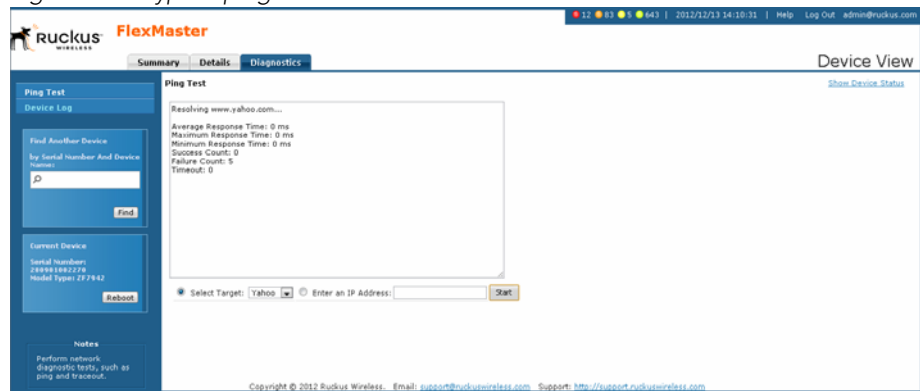 12 83 5 643 | 2012/12/13 14:10:31 | Help Log Out admin@ruckus.com
Ruckus WIRELESS FlexMaster
Summary Details Diagnostics
Device View
Ping Test
Device Log
Find Another Device
by Serial Number And Device Name:
Find
Current Device
Serial Number:
200901002270
Model Type: ZF7942
Reboot
Notes
Perform network
diagnostic tests, such as
ping and traceout.
Ping Test
Show Device Status
Resolving www.yahoo.com...
Average Response Time: 0 ms
Maximum Response Time: 0 ms
Minimum Response Time: 0 ms
Success Count: 0
Failure Count: 5
Timeout: 0
Select Target: Yahoo Enter an IP Address: Start
Copyright © 2012 Ruckus Wireless. Email: support@ruckuswireless.com Support: http://support.ruckuswireless.com